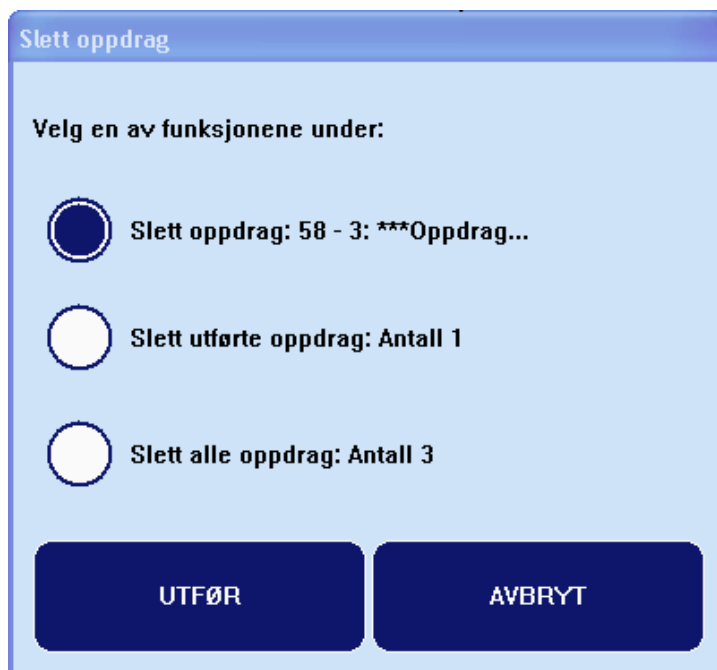 Slett oppdrag
Velg en av funksjonene under:
Slett oppdrag: 58 - 3: ***Oppdrag...
Slett utførte oppdrag: Antall 1
Slett alle oppdrag: Antall 3
UTFØR
AVBRYT